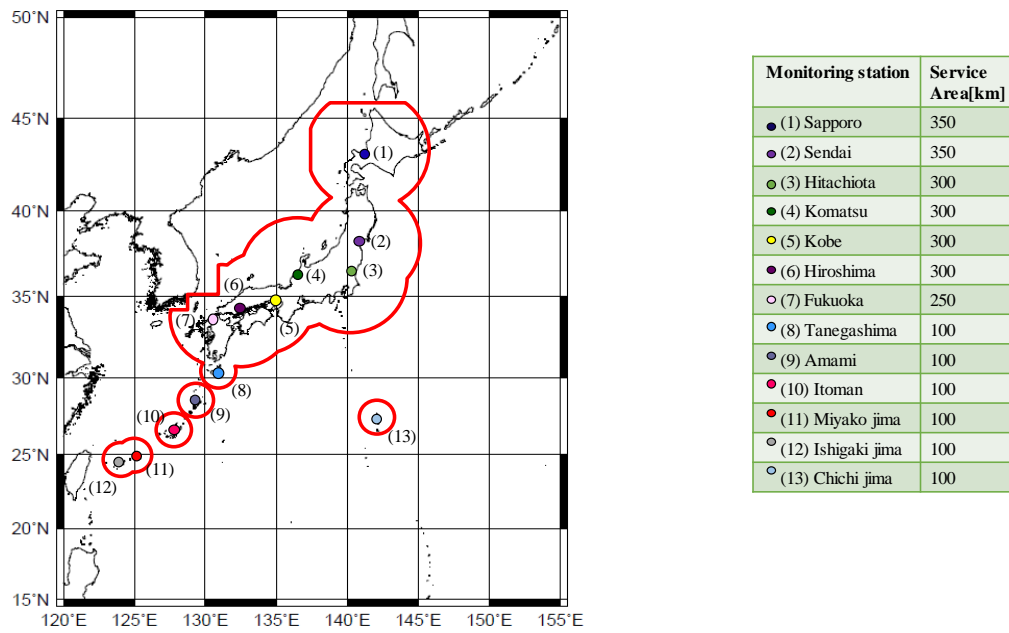 50˚N
45˚N
40˚N
35˚N
30˚N
25˚N
20˚N
15˚N
120˚E 125˚E 130˚E 135˚E 140˚E 145˚E 150˚E 155˚E
(1)
(2)
(3)
(4)
(6)
(5)
(7)
(8)
(9)
(10)
(13)
(11)
(12)
Monitoring station Service
Area[km]
(1) Sapporo 350
(2) Sendai 350
(3) Hitachiota 300
(4) Komatsu 300
(5) Kobe 300
(6) Hiroshima 300
(7) Fukuoka 250
(8) Tanegashima 100
(9) Amami 100
(10) Itoman 100
(11) Miyako jima 100
(12) Ishigaki jima 100
(13) Chichi jima 100